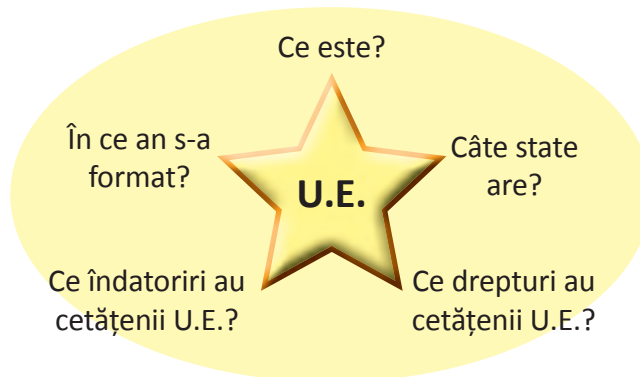 Ce este?
În ce an s-a
format?
Câte state
are?
U.E.
Ce îndatoriri au
cetățenii U.E.?
Ce drepturi au
cetățenii U.E.?